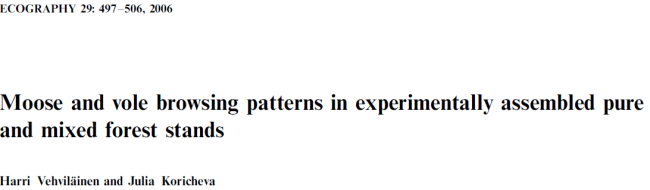 ECOGRAPHY 29: 497–506, 2006
Moose and vole browsing patterns in experimentally assembled pure
and mixed forest stands
Harri Vehviläinen and Julia Koricheva